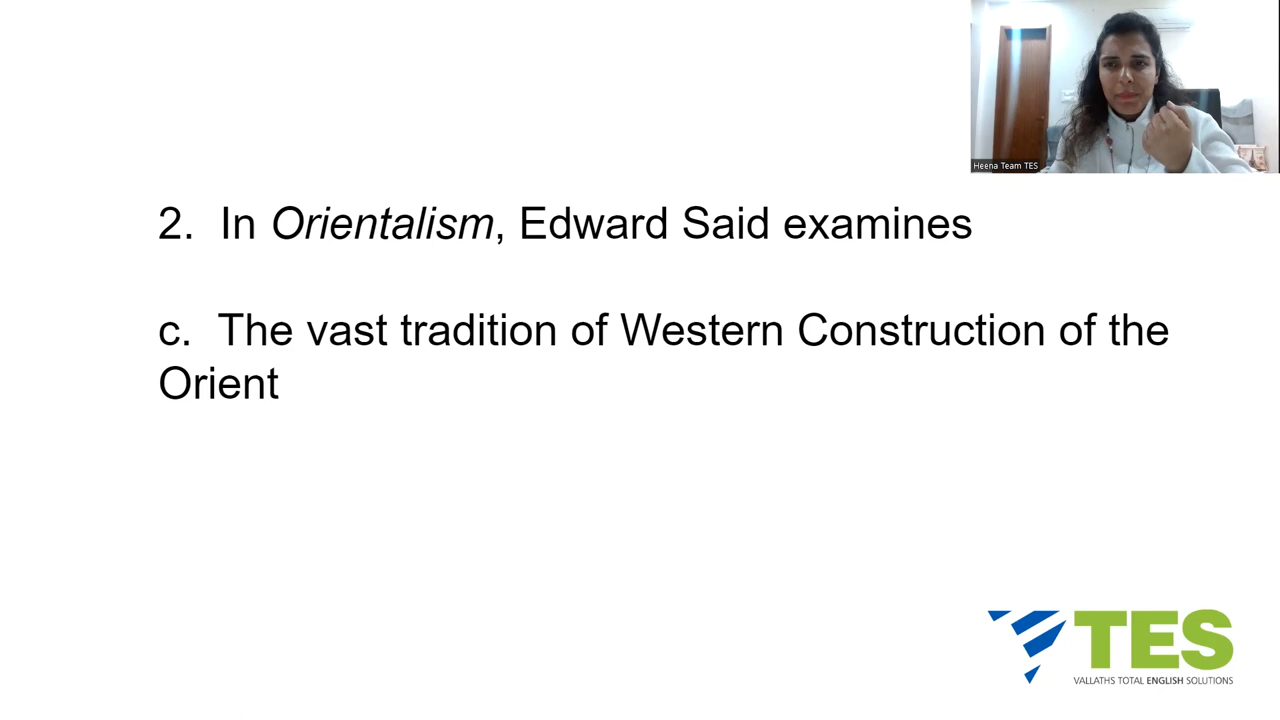 Heena Team TES
2. In Orientalism, Edward Said examines
c. The vast tradition of Western Construction of the
Orient
TES
VALLATHS TOTAL ENGLISH SOLUTIONS